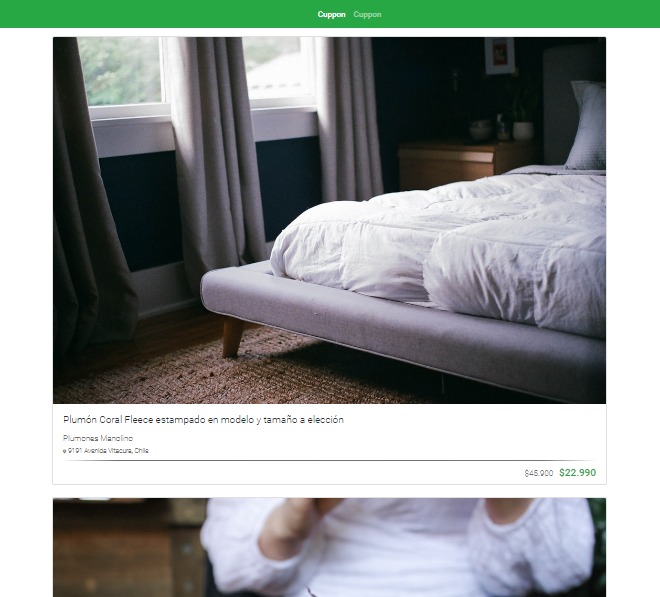 Cuppon Cuppon
Plumón Coral Fleece estampado en modelo y tamaño a elección
Plumones Manolino
9191 Avenida Vitacura, Chile
$45.900 $22.990